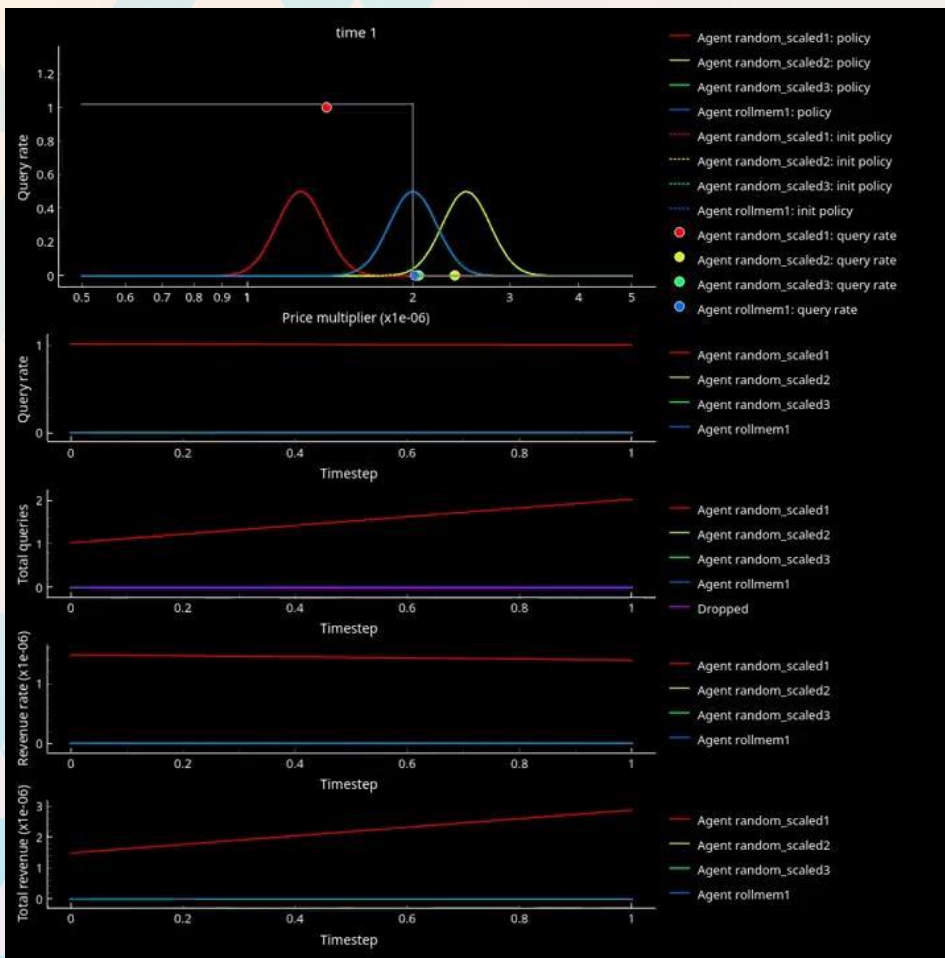 time 1
Query rate
1.2
1
0.8
0.6
0.4
0.2
0
0.5 0.6 0.7 0.8 0.9 1 2 3 4 5
Price multiplier (x1e-06)
Agent random_scaled1: policy
Agent random_scaled2: policy
Agent random_scaled3: policy
Agent rollmem1: policy
Agent random_scaled1: init policy
Agent random_scaled2: init policy
Agent random_scaled3: init policy
Agent rollmem1: init policy
Agent random_scaled1: query rate
Agent random_scaled2: query rate
Agent random_scaled3: query rate
Agent rollmem1: query rate
Query rate
1
0
0 0.2 0.4 0.6 0.8 1
Timestep
Agent random_scaled1
Agent random_scaled2
Agent random_scaled3
Agent rollmem1
Total queries
2
1
0
0 0.2 0.4 0.6 0.8 1
Timestep
Agent random_scaled1
Agent random_scaled2
Agent random_scaled3
Agent rollmem1
Dropped
Revenue rate (x1e-06)
1
0
0 0.2 0.4 0.6 0.8 1
Timestep
Agent random_scaled1
Agent random_scaled2
Agent random_scaled3
Agent rollmem1
Total revenue (x1e-06)
3
2
1
0
0 0.2 0.4 0.6 0.8 1
Timestep
Agent random_scaled1
Agent random_scaled2
Agent random_scaled3
Agent rollmem1